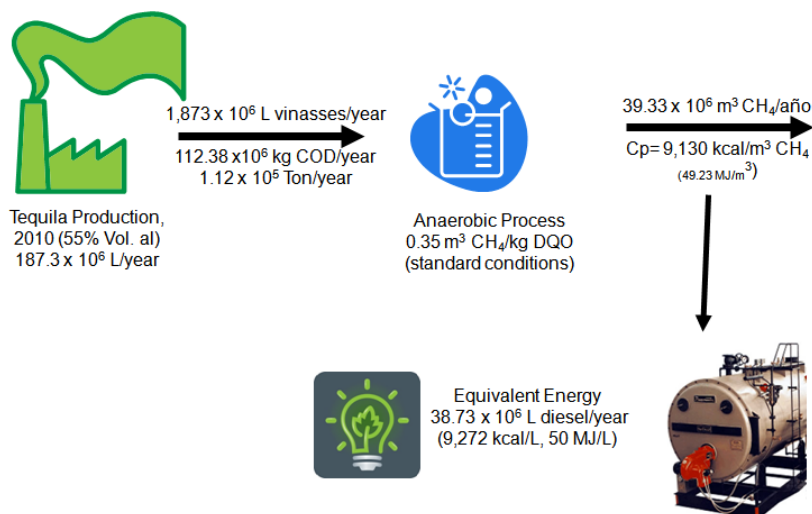 1,873 x 10⁶ L vinasses/year
112.38 x10⁶ kg COD/year
1.12 x 10⁵ Ton/year
Tequila Production,
2010 (55% Vol. al)
187.3 x 10⁶ L/year
Anaerobic Process
0.35 m³ CH₄/kg DQO
(standard conditions)
39.33 x 10⁶ m³ CH₄/año
Cp= 9,130 kcal/m³ CH₄
(49.23 MJ/m³)
Equivalent Energy
38.73 x 10⁶ L diesel/year
(9,272 kcal/L, 50 MJ/L)